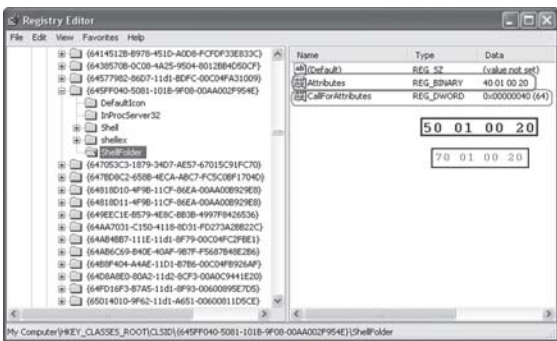 Registry Editor
File Edit View Favorites Help
{6414512B-B978-451D-A0D8-FCFDF33E833C}
{6438570B-0C08-4A25-9504-8012BB4D50CF}
{64577982-86D7-11d1-BDFC-00C04FA31009}
{645FF040-5081-101B-9F08-00AA002F954E}
DefaultIcon
InProcServer32
Shell
shellex
ShellFolder
{647053C3-1879-34D7-AE57-67015C91FC70}
{647BD8C2-658B-4ECA-ABC7-FC5C0BF1704D}
{64818D10-4F9B-11CF-86EA-00AA00B929E8}
{64818D11-4F9B-11CF-86EA-00AA00B929E8}
{649EEC1E-B579-4E8C-BB3B-4997F8426536}
{64AA7031-C150-4118-8D31-FD273A2BB22C}
{64AB4BB7-111E-11d1-8F79-00C04FC2FBE1}
{64AB6C69-B40E-40AF-9B7F-F5687B48E2B6}
{64B8F404-A4AE-11D1-B7B6-00C04FB926AF}
{64D8A8E0-80A2-11d2-8CF3-00A0C9441E20}
{64FD16F3-B7A5-11d1-8F93-00600895E7D5}
{65014010-9F62-11d1-A651-00600811D5CE}
Name Type Data
(Default) REG_SZ (value not set)
Attributes REG_BINARY 40 01 00 20
CallForAttributes REG_DWORD 0x00000040 (64)
50 01 00 20
70 01 00 20
My Computer\HKEY_CLASSES_ROOT\CLSID\{645FF040-5081-101B-9F08-00AA002F954E}\ShellFolder